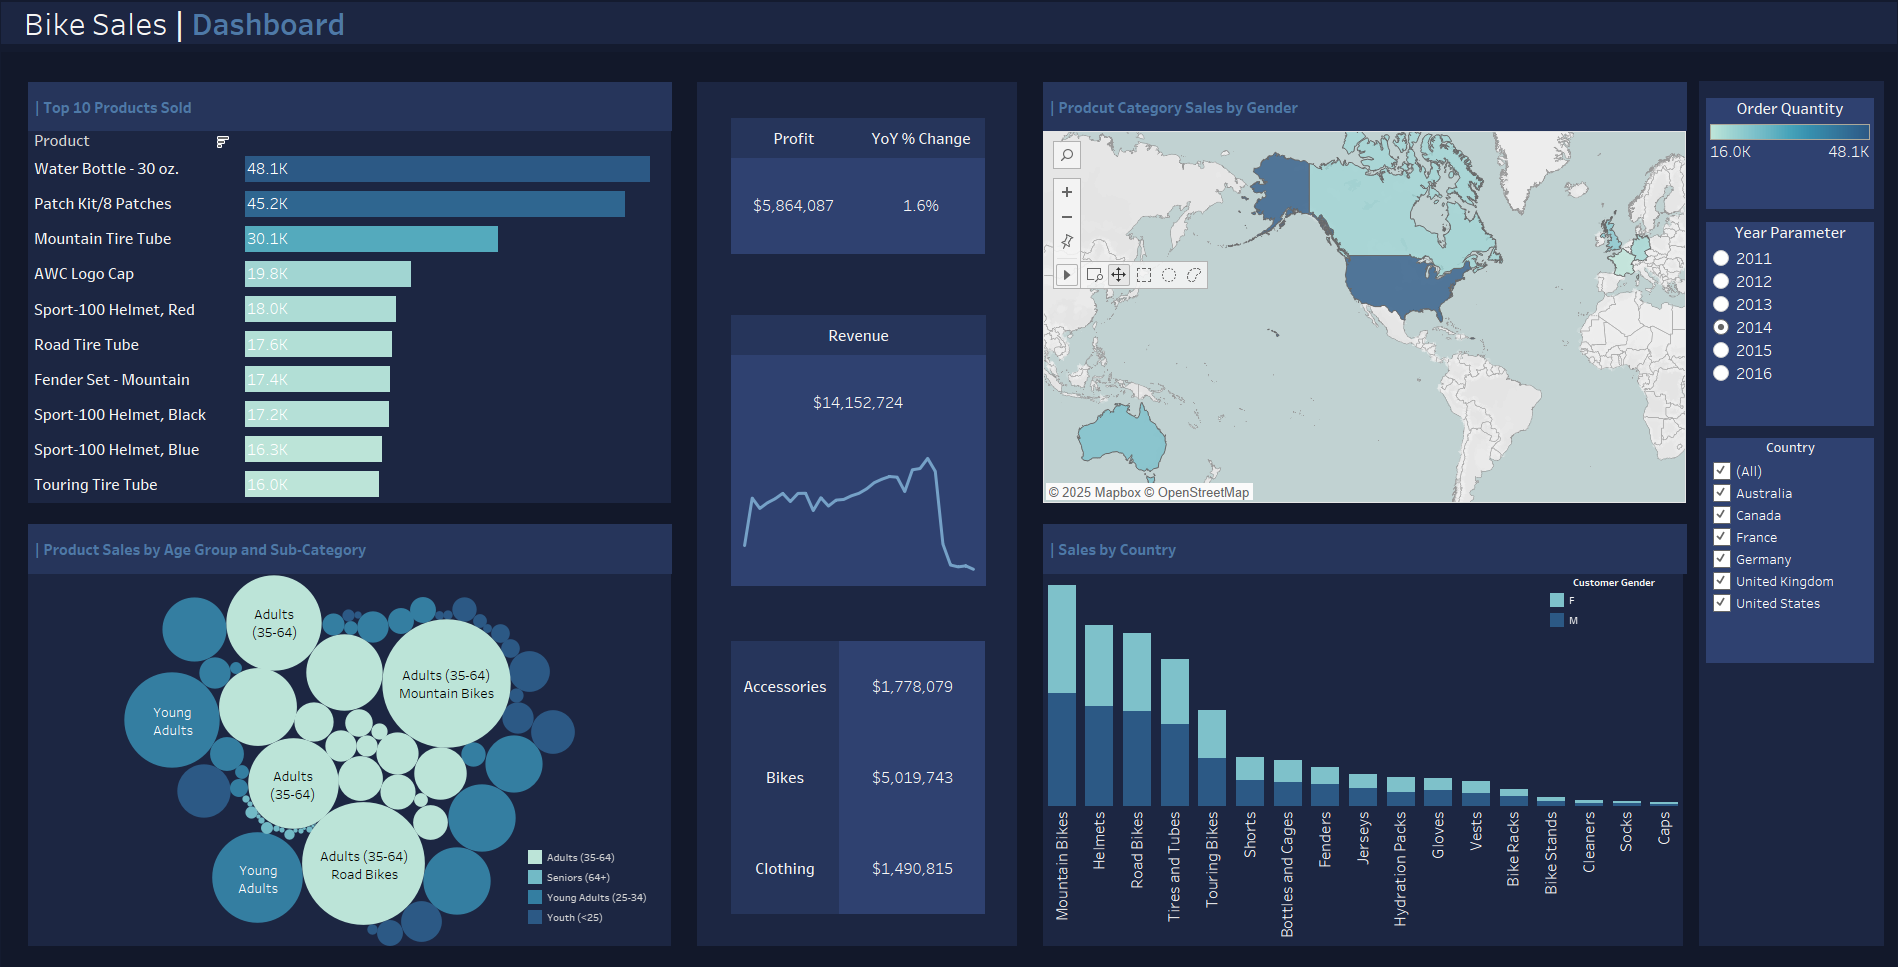 Bike Sales | Dashboard
| Top 10 Products Sold
Product
Water Bottle - 30 oz. 48.1K
Patch Kit/8 Patches 45.2K
Mountain Tire Tube 30.1K
AWC Logo Cap 19.8K
Sport-100 Helmet, Red 18.0K
Road Tire Tube 17.6K
Fender Set - Mountain 17.4K
Sport-100 Helmet, Black 17.2K
Sport-100 Helmet, Blue 16.3K
Touring Tire Tube 16.0K
| Product Sales by Age Group and Sub-Category
Adults
(35-64)
Adults (35-64)
Mountain Bikes
Young
Adults
Adults
(35-64)
Adults (35-64)
Road Bikes
Young
Adults
Adults (35-64)
Seniors (64+)
Young Adults (25-34)
Youth (<25)
Profit YoY % Change
$5,864,087 1.6%
Revenue
$14,152,724
Accessories $1,778,079
Bikes $5,019,743
Clothing $1,490,815
| Prodcut Category Sales by Gender
© 2025 Mapbox © OpenStreetMap
| Sales by Country
Customer Gender
F
M
Mountain Bikes
Helmets
Road Bikes
Tires and Tubes
Touring Bikes
Shorts
Bottles and Cages
Fenders
Jerseys
Hydration Packs
Gloves
Vests
Bike Racks
Bike Stands
Cleaners
Socks
Caps
Order Quantity
16.0K 48.1K
Year Parameter
2011
2012
2013
2014
2015
2016
Country
(All)
Australia
Canada
France
Germany
United Kingdom
United States